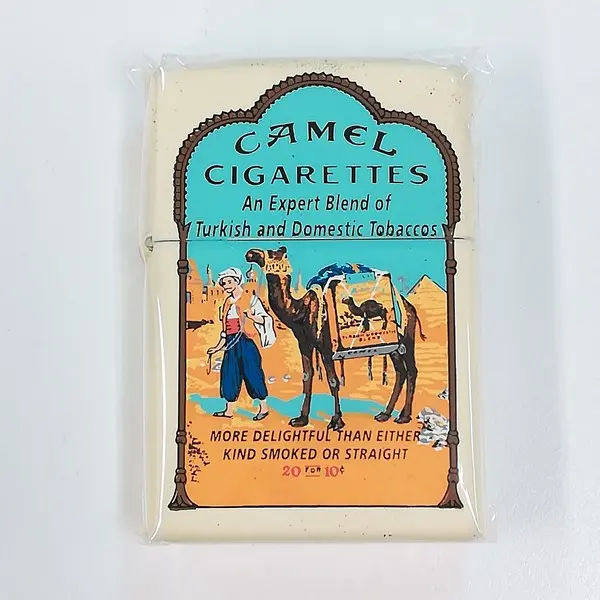 CAMEL
CIGARETTES
An Expert Blend of
Turkish and Domestic Tobaccos
MORE DELIGHTFUL THAN EITHER
KIND SMOKED OR STRAIGHT
20 FOR 10¢